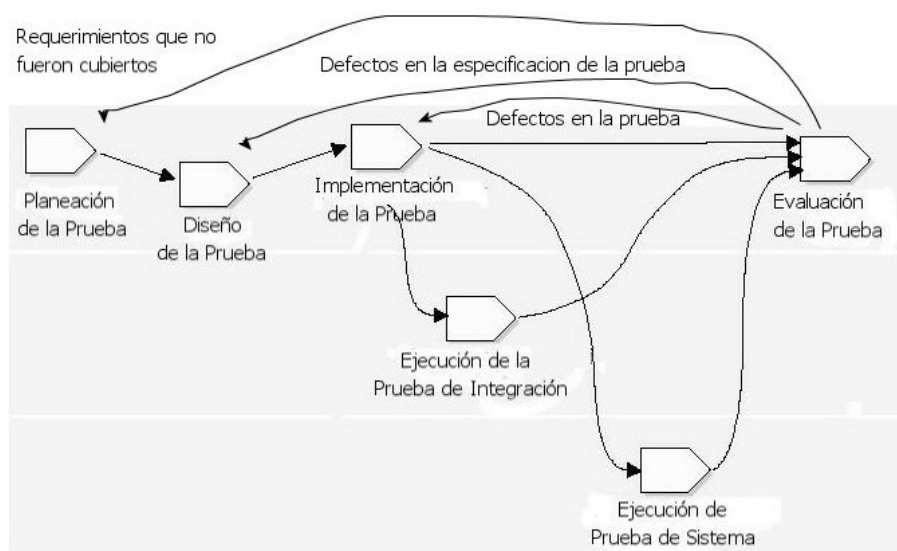 Requerimientos que no
fueron cubiertos
Defectos en la especificacion de la prueba
Defectos en la prueba
Planeación
de la Prueba
Diseño
de la Prueba
Implementación
de la Prueba
Evaluación
de la Prueba
Ejecución de la
Prueba de Integración
Ejecución de
Prueba de Sistema